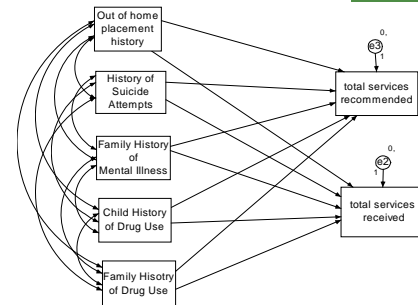 Out of home
placement
history
History of
Suicide
Attempts
Family History
of
Mental Illness
Child History
of Drug Use
Family Hisotry
of Drug Use
0,
e3
1
total services
recommended
0,
e2
1
total services
received